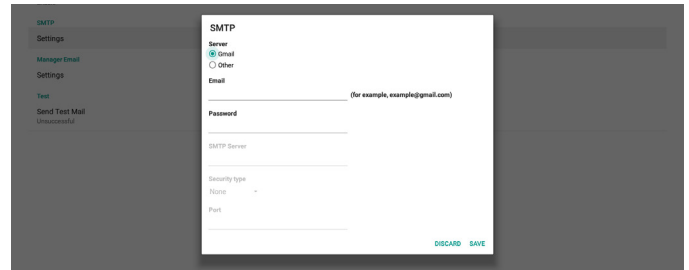 SMTP
Settings
Manager Email
Settings
Test
Send Test Mail
Unsuccessful
SMTP
Server
Gmail
Other
Email
(for example, example@gmail.com)
Password
SMTP Server
Security type
None
Port
DISCARD SAVE